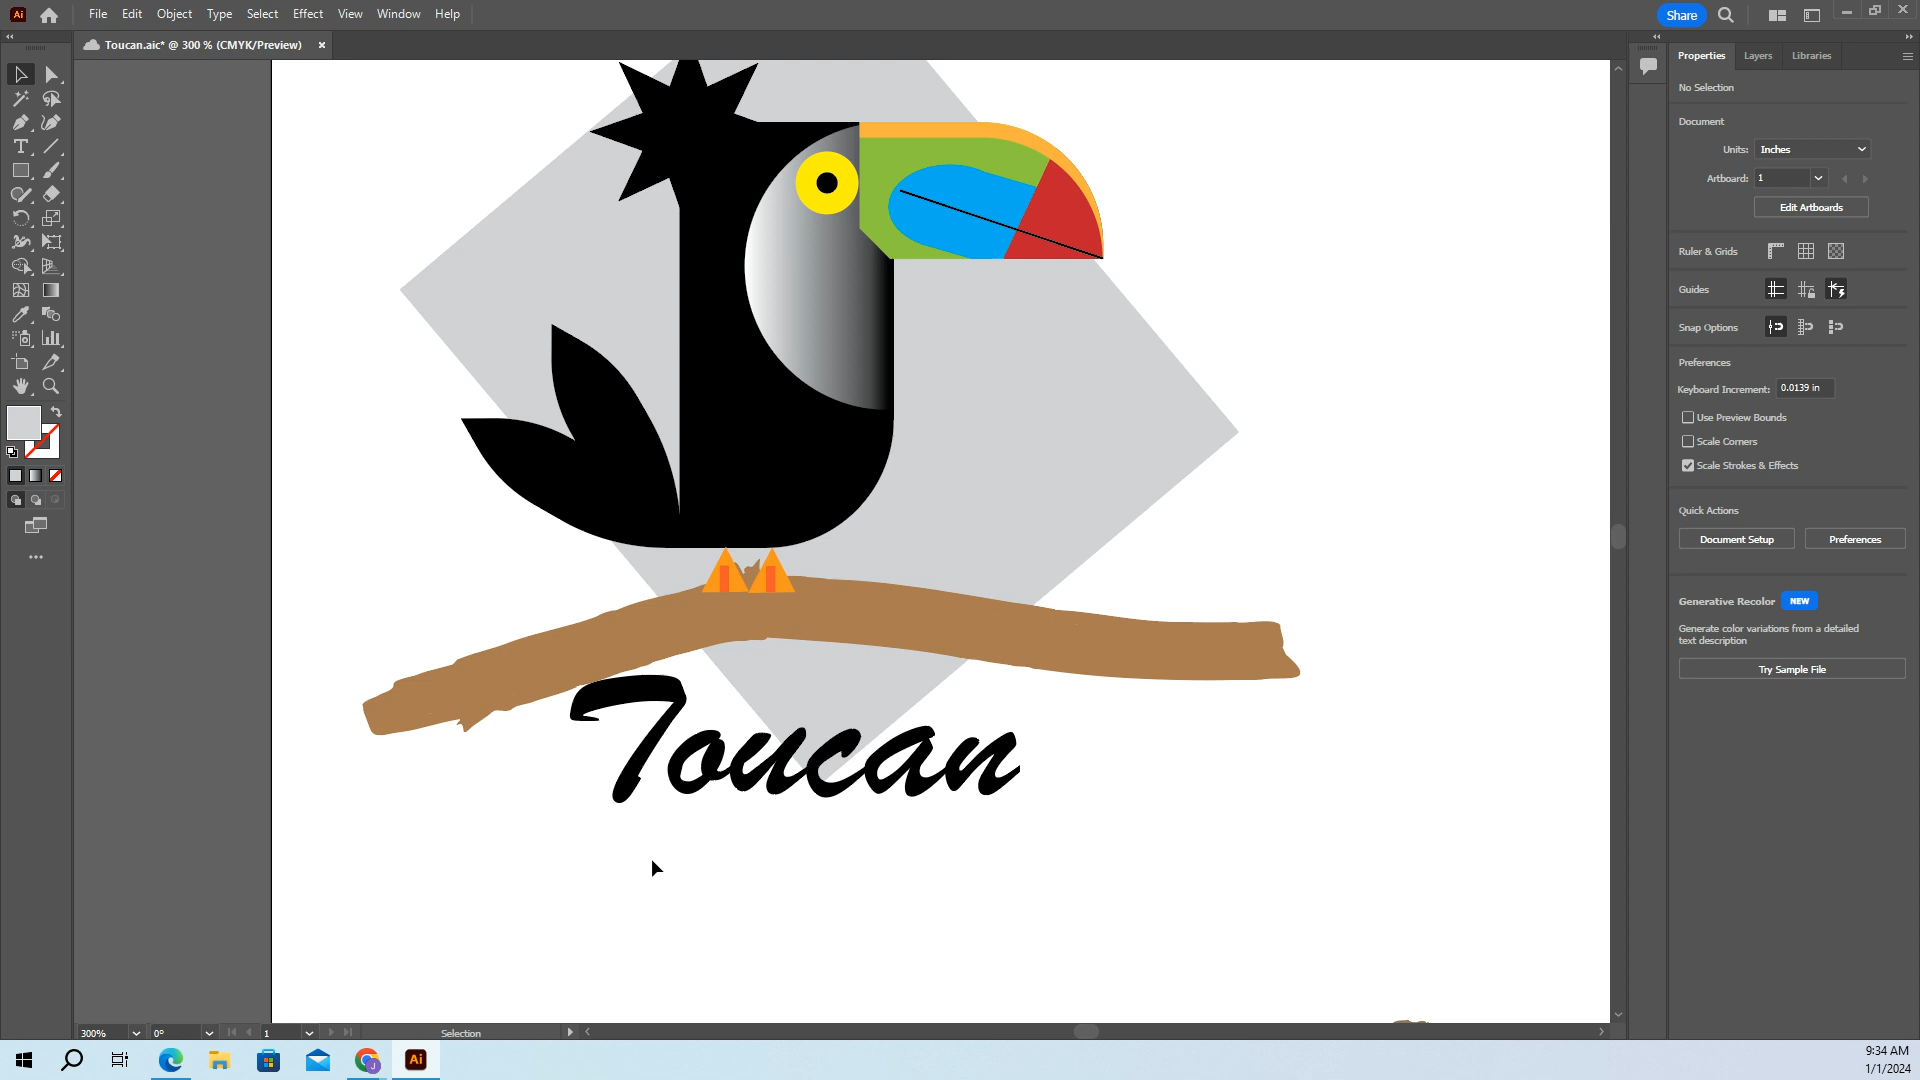 Ai File Edit Object Type Select Effect View Window Help Share
Toucan.aic* @ 300 % (CMYK/Preview) ×
Properties Layers Libraries
No Selection
Document
Units: Inches
Artboard: 1
Edit Artboards
Ruler & Grids
Guides
Snap Options
Preferences
Keyboard Increment: 0.0139 in
Use Preview Bounds
Scale Corners
Scale Strokes & Effects
Quick Actions
Document Setup Preferences
Generative Recolor NEW
Generate color variations from a detailed
text description
Try Sample File
Toucan
300% 0° 1 Selection
J Ai
9:34 AM
1/1/2024